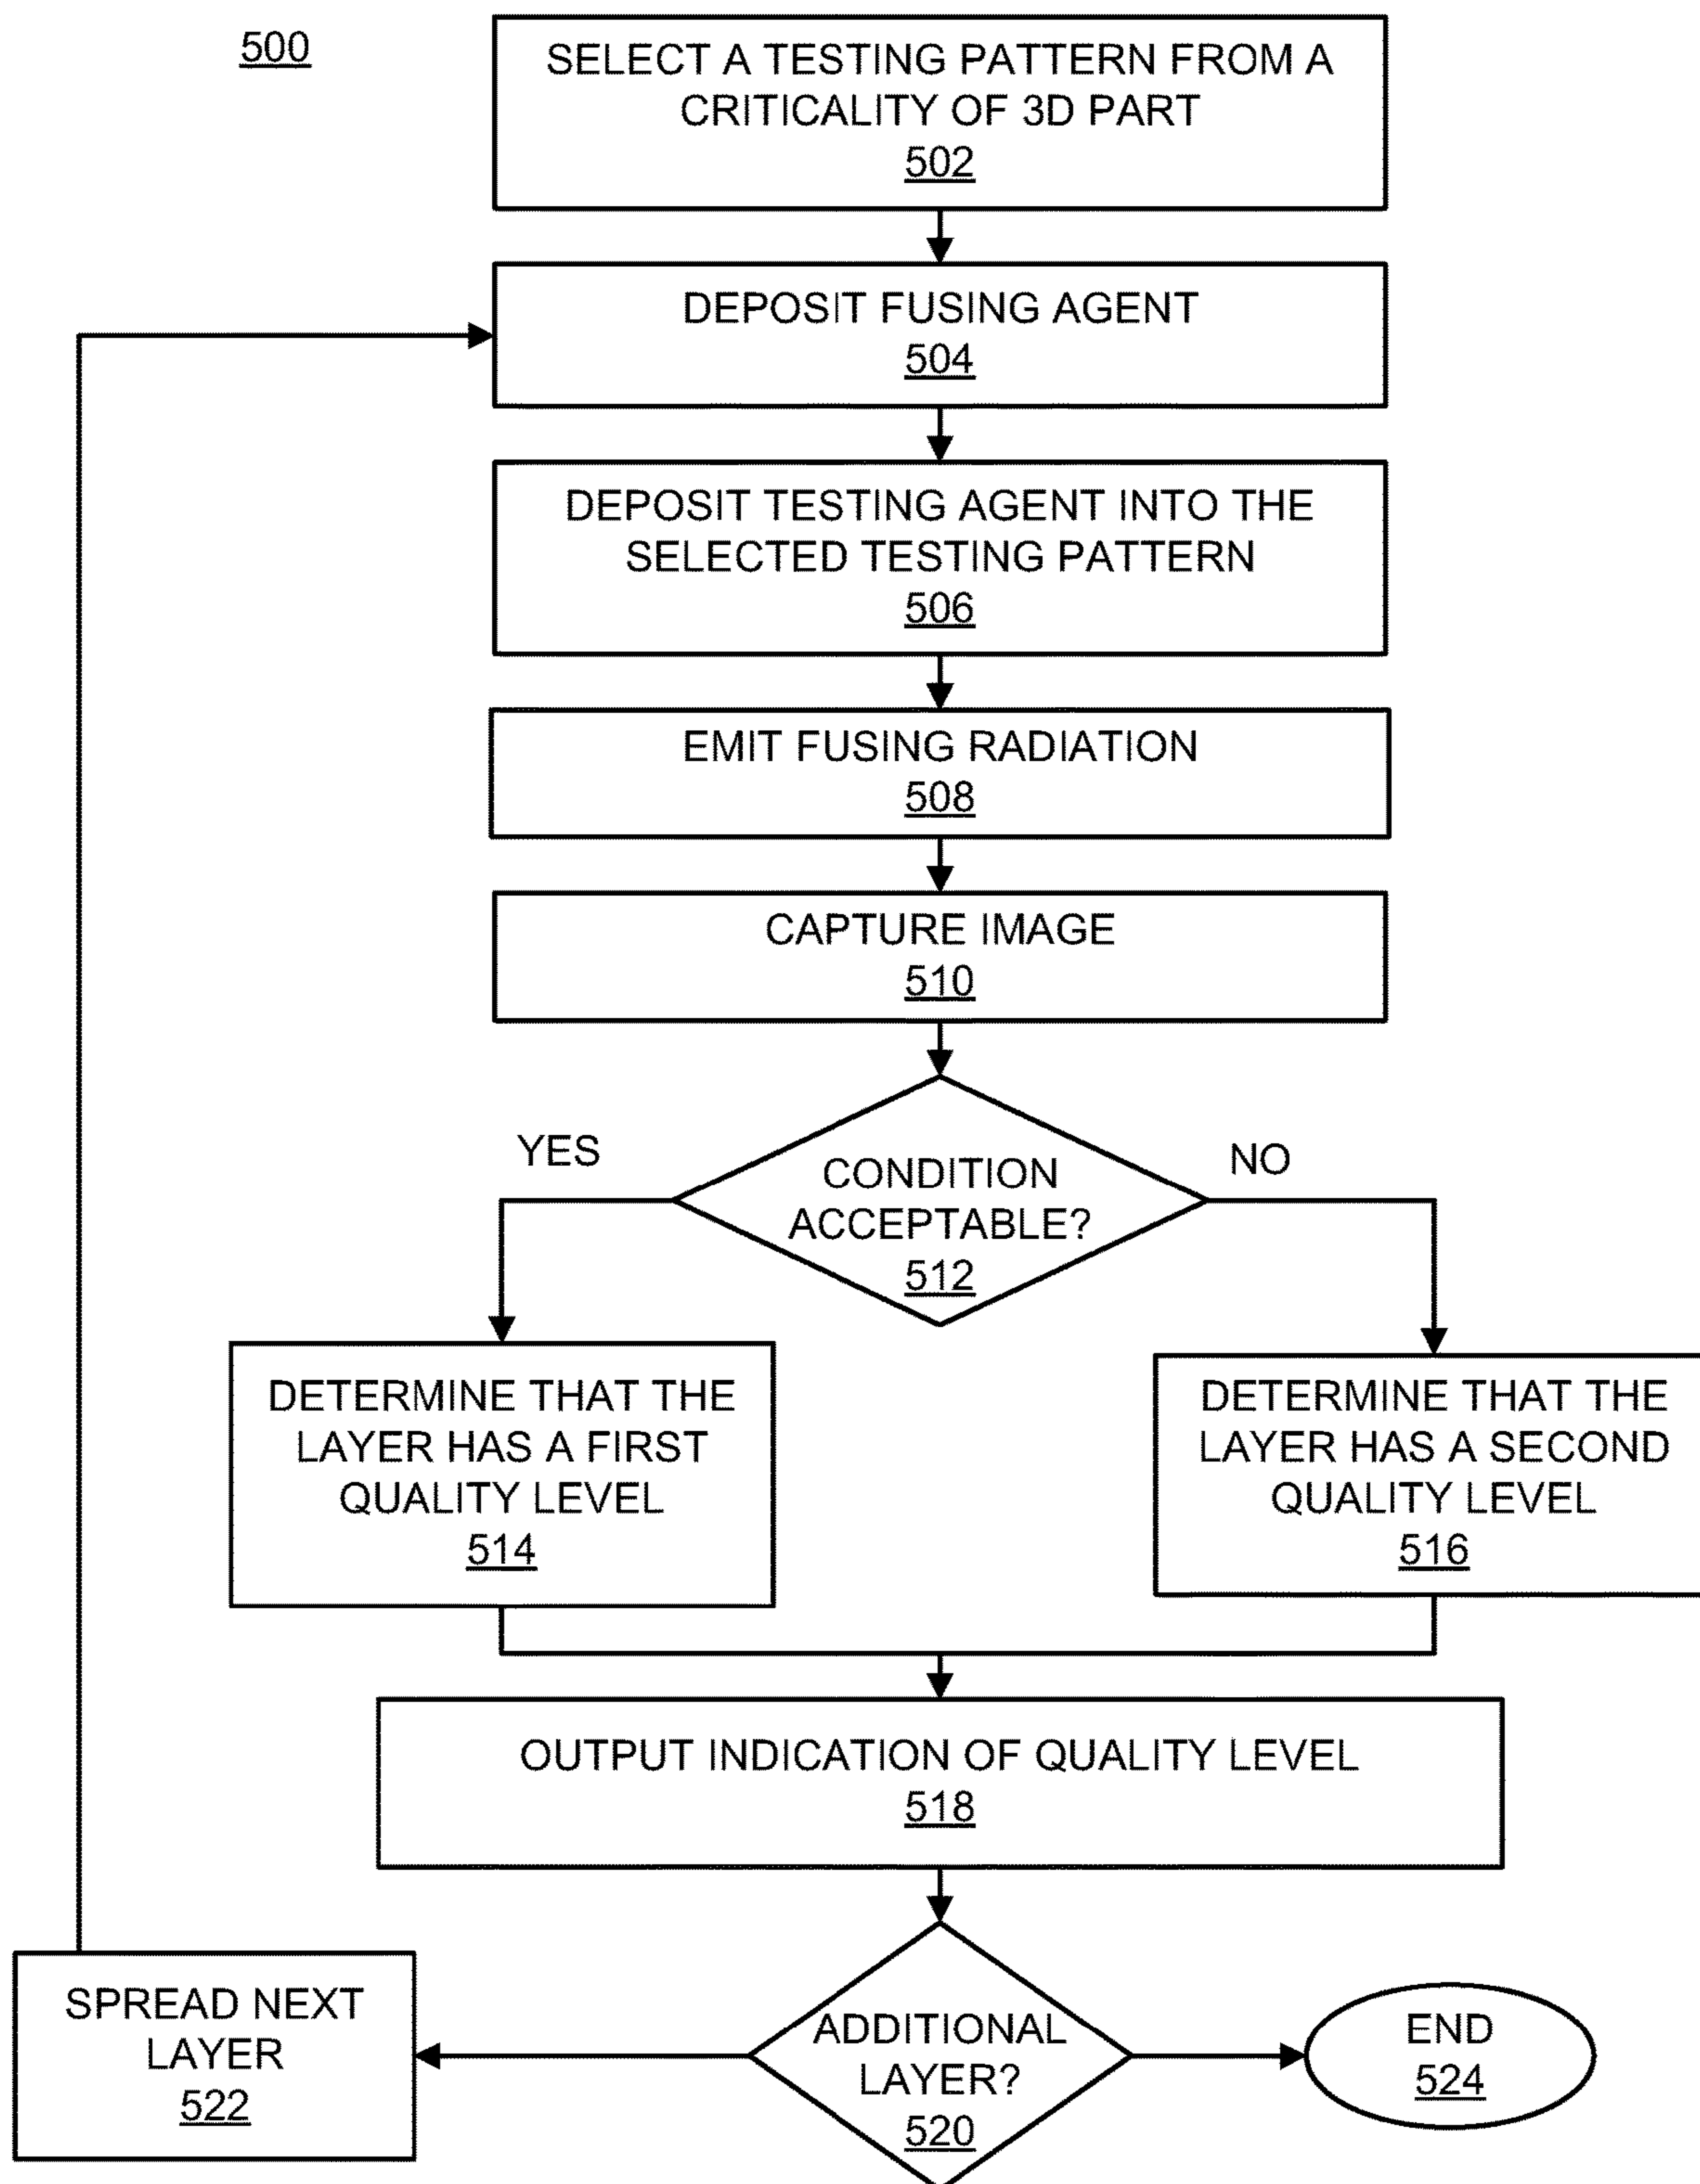 500
SELECT A TESTING PATTERN FROM A
CRITICALITY OF 3D PART
502
DEPOSIT FUSING AGENT
504
DEPOSIT TESTING AGENT INTO THE
SELECTED TESTING PATTERN
506
EMIT FUSING RADIATION
508
CAPTURE IMAGE
510
YES
NO
CONDITION
ACCEPTABLE?
512
DETERMINE THAT THE
LAYER HAS A FIRST
QUALITY LEVEL
514
DETERMINE THAT THE
LAYER HAS A SECOND
QUALITY LEVEL
516
OUTPUT INDICATION OF QUALITY LEVEL
518
SPREAD NEXT
LAYER
522
ADDITIONAL
LAYER?
520
END
524